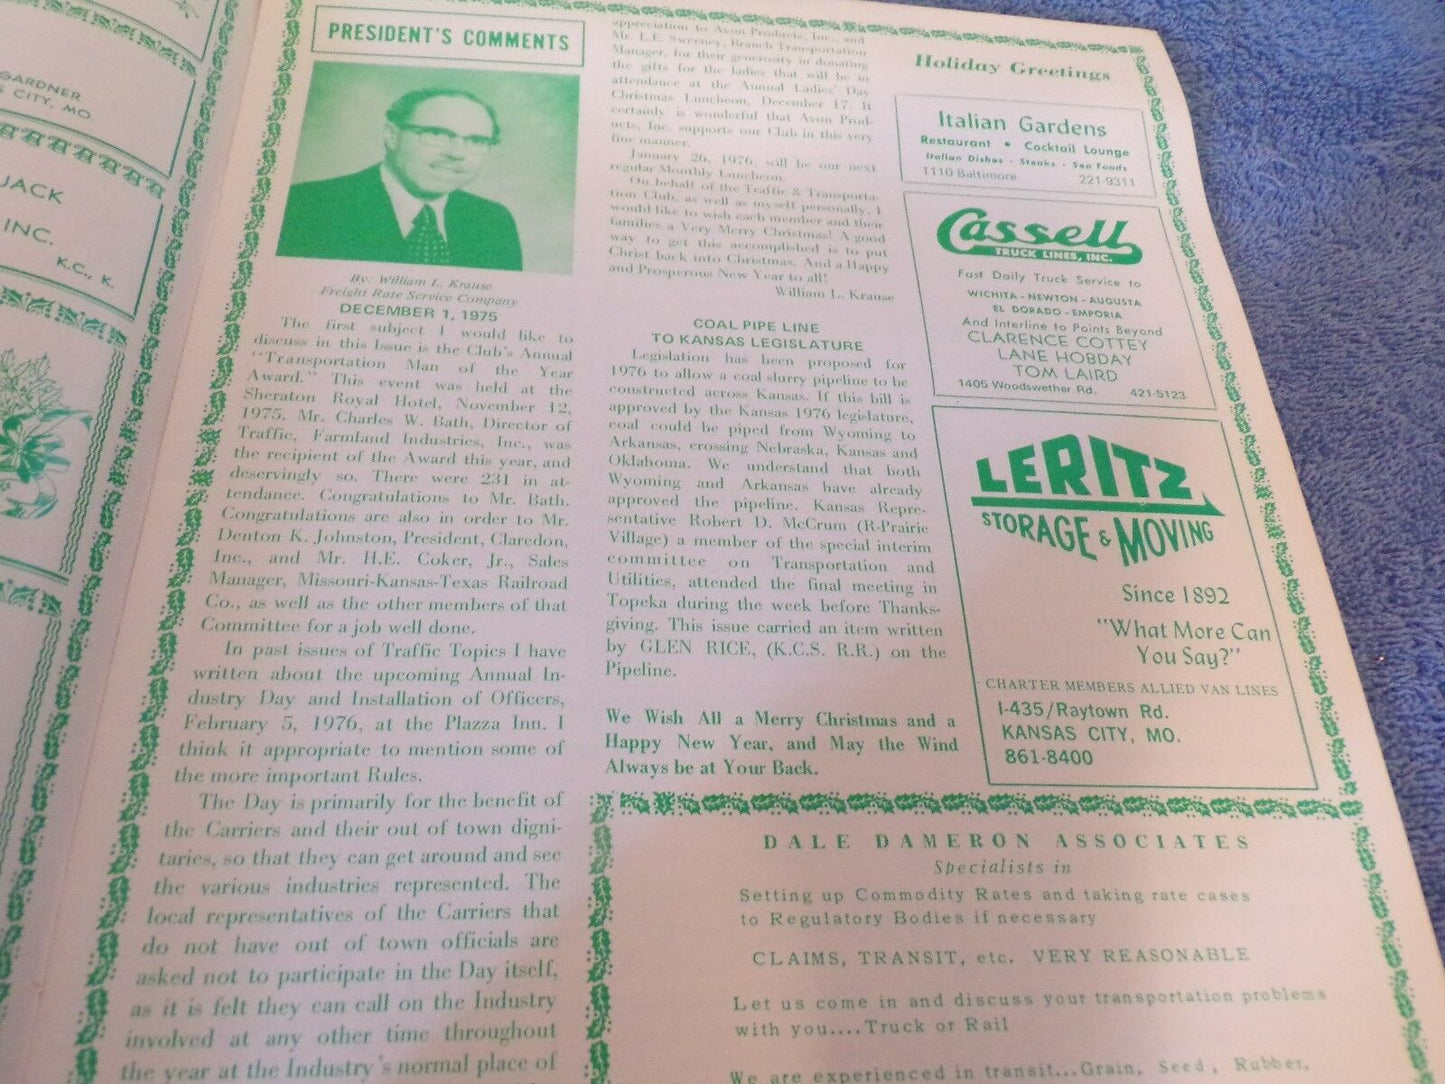 GARDNER
S CITY, MO
JACK
INC.
K.C., K.
PRESIDENT'S COMMENTS
By: William L. Krause
Freight Rate Service Company
DECEMBER 1, 1975
The first subject I would like to
discuss in this Issue is the Club's Annual
"Transportation Man of the Year
Award." This event was held at the
Sheraton Royal Hotel, November 12,
1975. Mr. Charles W. Bath, Director of
Traffic, Farmland Industries, Inc., was
the recipient of the Award this year, and
deservingly so. There were 231 in at-
tendance. Congratulations to Mr. Bath.
Congratulations are also in order to Mr.
Denton K. Johnston, President, Claredon,
Inc., and Mr. H.E. Coker, Jr., Sales
Manager, Missouri-Kansas-Texas Railroad
Co., as well as the other members of that
Committee for a job well done.
In past issues of Traffic Topics I have
written about the upcoming Annual In-
dustry Day and Installation of Officers,
February 5, 1976, at the Plazza Inn. I
think it appropriate to mention some of
the more important Rules.
The Day is primarily for the benefit of
the Carriers and their out of town digni-
taries, so that they can get around and see
the various industries represented. The
local representatives of the Carriers that
do not have out of town officials are
asked not to participate in the Day itself,
as it is felt they can call on the Industry
involved at any other time throughout
the year at the Industry's normal place of
appreciation to Avon Products, Inc., and
Mr. L.E. Sweeney, Branch Transportation
Manager, for their generosity in donating
the gifts for the ladies that will be in
attendance at the Annual Ladies' Day
Christmas Luncheon, December 17. It
certainly is wonderful that Avon Prod-
ucts, Inc. supports our Club in this very
fine manner.
January 26, 1976, will be our next
regular Monthly Luncheon.
On behalf of the Traffic & Transporta-
tion Club, as well as myself personally, I
would like to wish each member and their
families a Very Merry Christmas! A good
way to get this accomplished is to put
Christ back into Christmas. And a Happy
and Prosperous New Year to all!
William L. Krause
COAL PIPE LINE
TO KANSAS LEGISLATURE
Legislation has been proposed for
1976 to allow a coal slurry pipeline to be
constructed across Kansas. If this bill is
approved by the Kansas 1976 legislature,
coal could be piped from Wyoming to
Arkansas, crossing Nebraska, Kansas and
Oklahoma. We understand that both
Wyoming and Arkansas have already
approved the pipeline. Kansas Repre-
sentative Robert D. McCrum (R-Prairie
Village) a member of the special interim
committee on Transportation and
Utilities, attended the final meeting in
Topeka during the week before Thanks-
giving. This issue carried an item written
by GLEN RICE, (K.C.S. R.R.) on the
Pipeline.
We Wish All a Merry Christmas and a
Happy New Year, and May the Wind
Always be at Your Back.
Holiday Greetings
Italian Gardens
Restaurant • Cocktail Lounge
Italian Dishes - Steaks - Sea Foods
1110 Baltimore 221-9311
Cassell
TRUCK LINES, INC.
Fast Daily Truck Service to
WICHITA - NEWTON - AUGUSTA
EL DORADO - EMPORIA
And Interline to Points Beyond
CLARENCE COTTEY
LANE HOBDAY
TOM LAIRD
1405 Woodswether Rd. 421-5123
LERITZ
STORAGE & MOVING
Since 1892
"What More Can
You Say?"
CHARTER MEMBERS ALLIED VAN LINES
I-435/Raytown Rd.
KANSAS CITY, MO.
861-8400
DALE DAMERON ASSOCIATES
Specialists in
Setting up Commodity Rates and taking rate cases
to Regulatory Bodies if necessary
CLAIMS, TRANSIT, etc. VERY REASONABLE
Let us come in and discuss your transportation problems
with you....Truck or Rail
We are experienced in transit...Grain, Seed, Rubber,